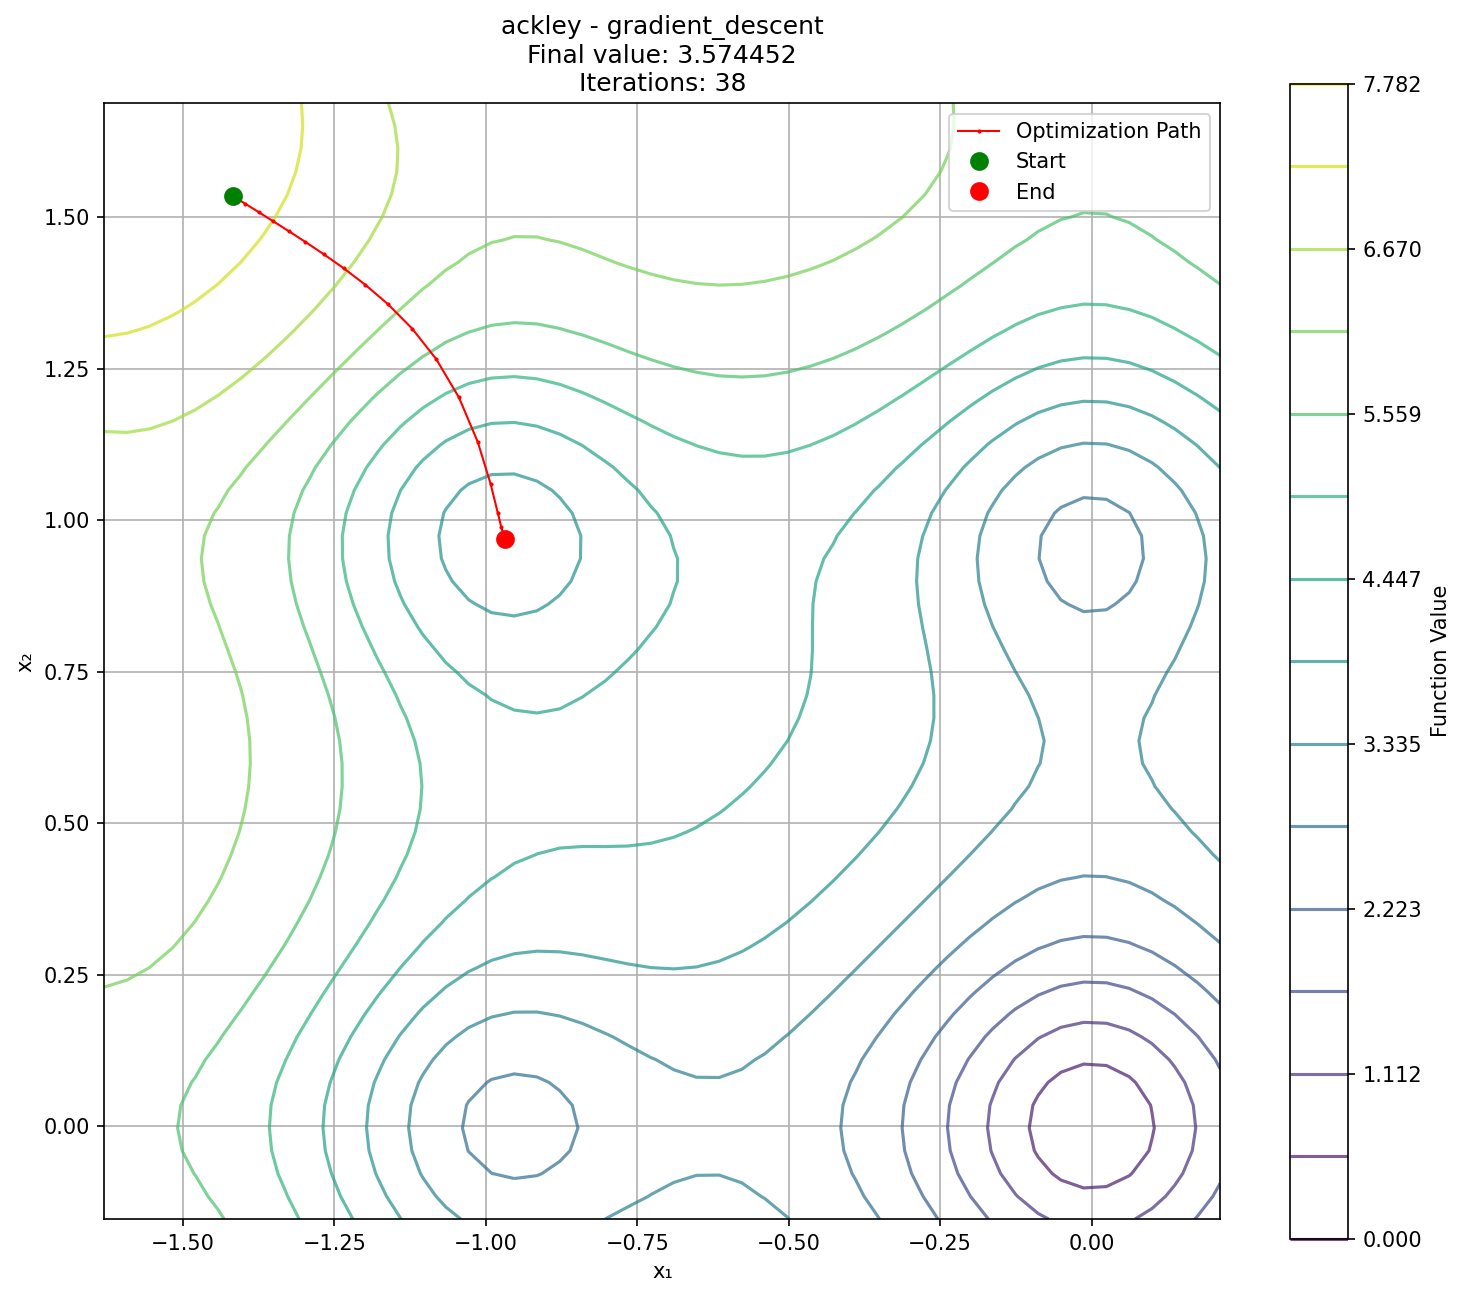 ackley - gradient_descent
Final value: 3.574452
Iterations: 38
Optimization Path
Start
End
1.50
1.25
1.00
0.75
0.50
0.25
0.00
x₂
−1.50
−1.25
−1.00
−0.75
−0.50
−0.25
0.00
x₁
7.782
6.670
5.559
4.447
3.335
2.223
1.112
0.000
Function Value